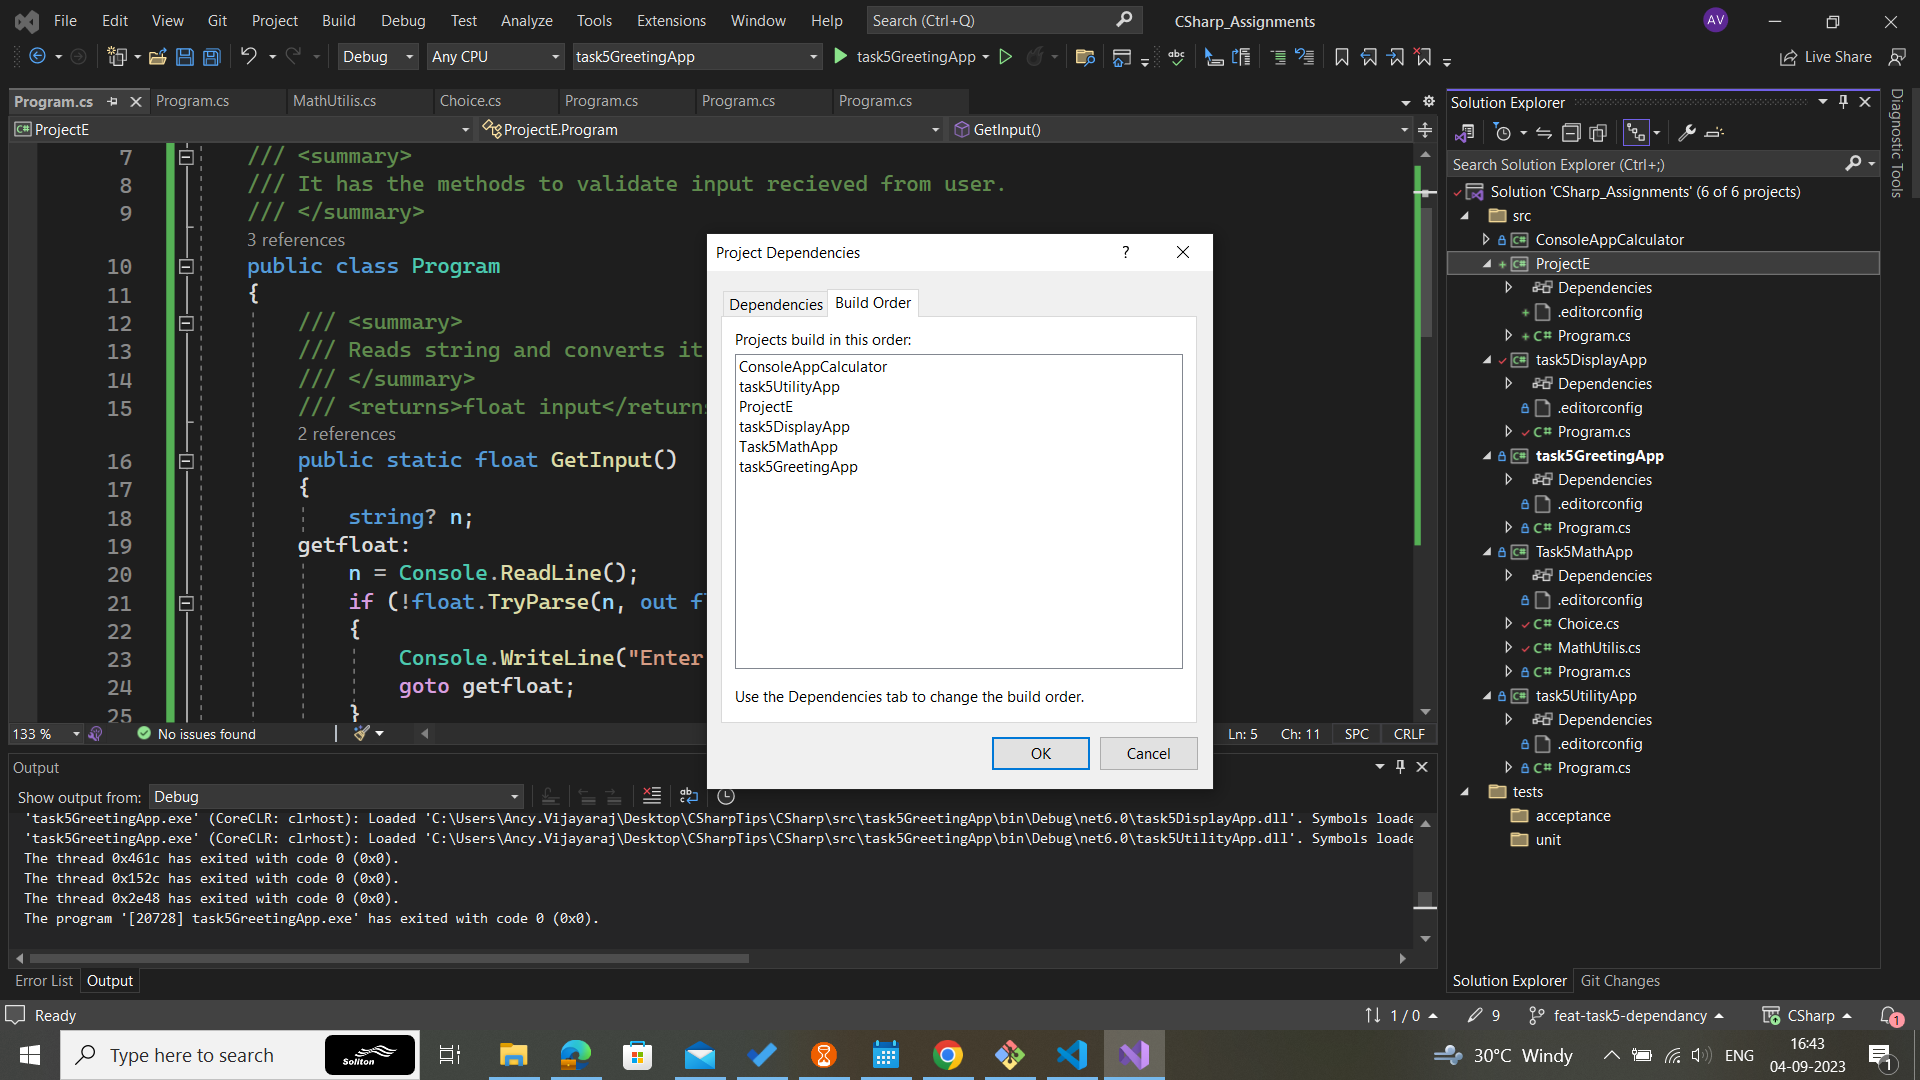 File Edit View Git Project Build Debug Test Analyze Tools Extensions Window Help Search (Ctrl+Q) CSharp_Assignments AV
Debug Any CPU task5GreetingApp task5GreetingApp Live Share
Program.cs Program.cs MathUtilis.cs Choice.cs Program.cs Program.cs Program.cs
ProjectE ProjectE.Program GetInput()
7 /// <summary>
8 /// It has the methods to validate input recieved from user.
9 /// </summary>
3 references
10 public class Program
11 {
12 /// <summary>
13 /// Reads string and converts it
14 /// </summary>
15 /// <returns>float input</return
2 references
16 public static float GetInput()
17 {
18 string? n;
19 getfloat:
20 n = Console.ReadLine();
21 if (!float.TryParse(n, out f
22 {
23 Console.WriteLine("Enter
24 goto getfloat;
25 }
133 % No issues found Ln: 5 Ch: 11 SPC CRLF
Project Dependencies ?
Dependencies Build Order
Projects build in this order:
ConsoleAppCalculator
task5UtilityApp
ProjectE
task5DisplayApp
Task5MathApp
task5GreetingApp
Use the Dependencies tab to change the build order.
OK Cancel
Output
Show output from: Debug
'task5GreetingApp.exe' (CoreCLR: clrhost): Loaded 'C:\Users\Ancy.Vijayaraj\Desktop\CSharpTips\CSharp\src\task5GreetingApp\bin\Debug\net6.0\task5DisplayApp.dll'. Symbols loade
'task5GreetingApp.exe' (CoreCLR: clrhost): Loaded 'C:\Users\Ancy.Vijayaraj\Desktop\CSharpTips\CSharp\src\task5GreetingApp\bin\Debug\net6.0\task5UtilityApp.dll'. Symbols loade
The thread 0x461c has exited with code 0 (0x0).
The thread 0x152c has exited with code 0 (0x0).
The thread 0x2e48 has exited with code 0 (0x0).
The program '[20728] task5GreetingApp.exe' has exited with code 0 (0x0).
Error List Output
Solution Explorer
Search Solution Explorer (Ctrl+;)
Solution 'CSharp_Assignments' (6 of 6 projects)
src
ConsoleAppCalculator
ProjectE
Dependencies
.editorconfig
Program.cs
task5DisplayApp
Dependencies
.editorconfig
Program.cs
task5GreetingApp
Dependencies
.editorconfig
Program.cs
Task5MathApp
Dependencies
.editorconfig
Choice.cs
MathUtilis.cs
Program.cs
task5UtilityApp
Dependencies
.editorconfig
Program.cs
tests
acceptance
unit
Solution Explorer Git Changes
Diagnostic Tools
Ready 1 / 0 9 feat-task5-dependancy CSharp 1
Type here to search Soliton 30°C Windy ENG 16:43
04-09-2023 1